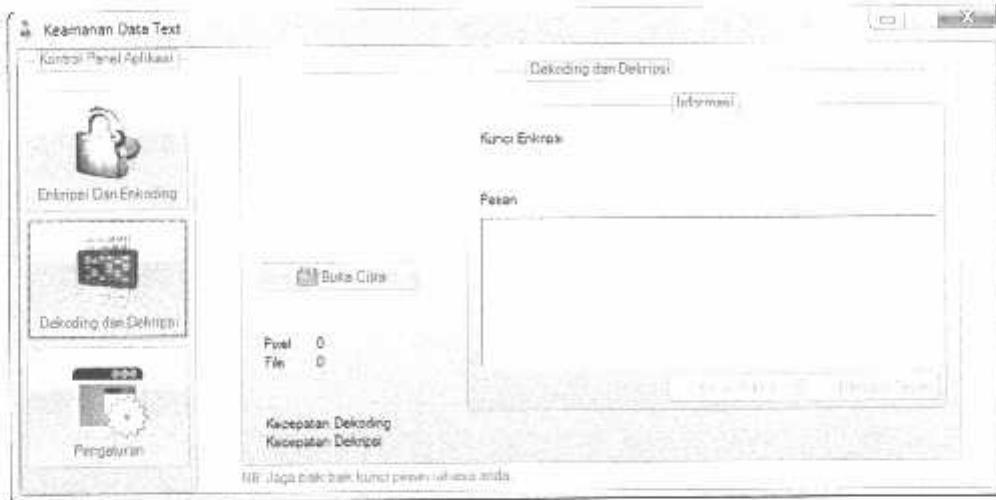 Keamanan Data Text
Kontrol Panel Aplikasi
Dekoding dan Dekripsi
Informasi
Kunci Enkripsi
Enkripsi Dan Enkoding
Pesan
Buka Citra
Dekoding dan Dekripsi
Pixel 0
File 0
Kecepatan Dekoding
Kecepatan Dekripsi
Pengaturan
NB: Jaga baik baik kunci pesan rahasia anda